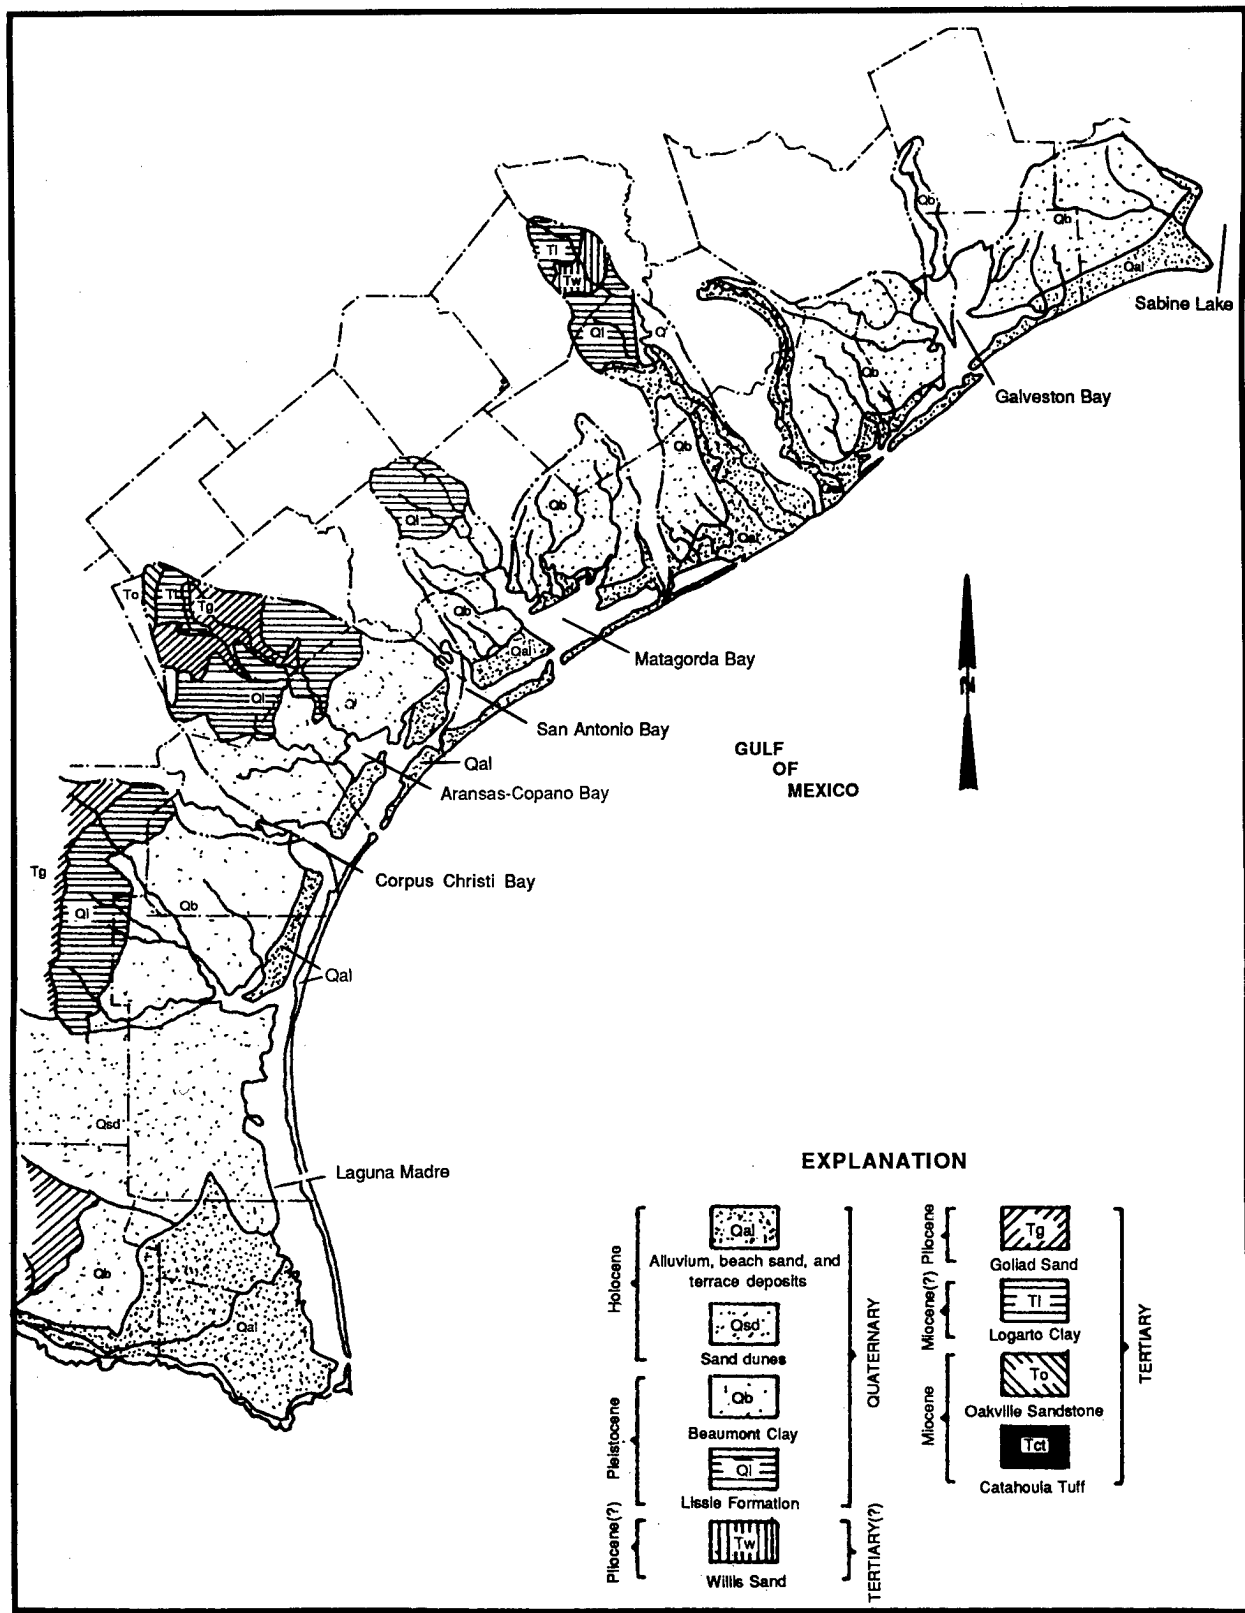 Qb
Qb
Tl
Tw
Qal
Sabine Lake
Ql
Q
Qb
Galveston Bay
Qb
Ql
Qb
Qal
To
Tl
Tg
Qb
Qal
Matagorda Bay
Ql
San Antonio Bay
GULF
OF
MEXICO
Qal
Aransas-Copano Bay
Tg
Corpus Christi Bay
Ql
Qb
Qal
Qsd
Laguna Madre
Qb
Qal
N
EXPLANATION
Holocene
Qal
Alluvium, beach sand, and
terrace deposits
Qsd
Sand dunes
Pleistocene
Qb
Beaumont Clay
Ql
Lissie Formation
QUATERNARY
Pliocene(?)
Tw
Willis Sand
TERTIARY(?)
Pliocene
Tg
Goliad Sand
Miocene(?)
Tl
Logarto Clay
Miocene
To
Oakville Sandstone
Tct
Catahoula Tuff
TERTIARY